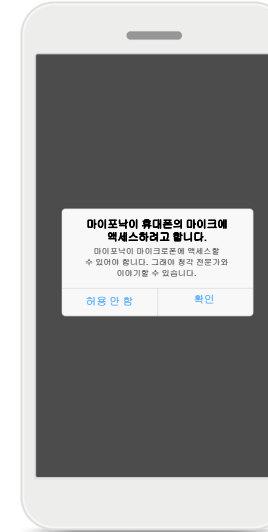 마이포낙이 휴대폰의 마이크에
액세스하려고 합니다.
마이포낙이 마이크로폰에 액세스할
수 있어야 합니다. 그래야 청각 전문가와
이야기할 수 있습니다.
허용 안 함
확인